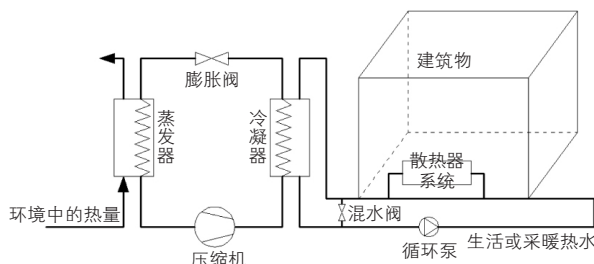 建筑物
膨胀阀
蒸发器
冷凝器
散热器
系统
环境中的热量
混水阀
压缩机
循环泵
生活或采暖热水